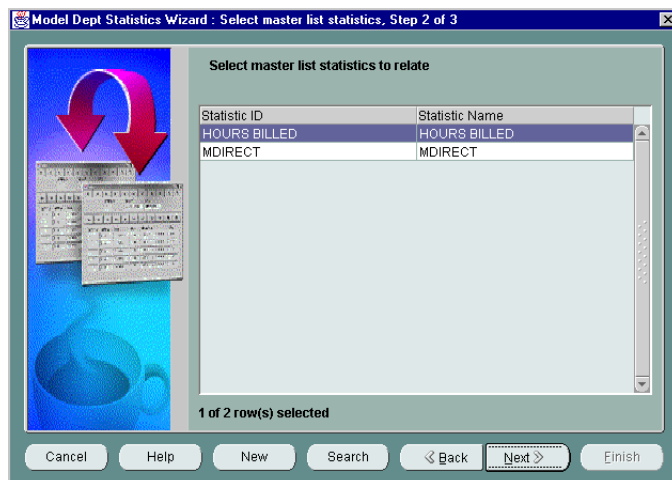 Model Dept Statistics Wizard : Select master list statistics, Step 2 of 3
Select master list statistics to relate
Statistic ID Statistic Name
HOURS BILLED HOURS BILLED
MDIRECT MDIRECT
1 of 2 row(s) selected
Cancel Help New Search Back Next Finish